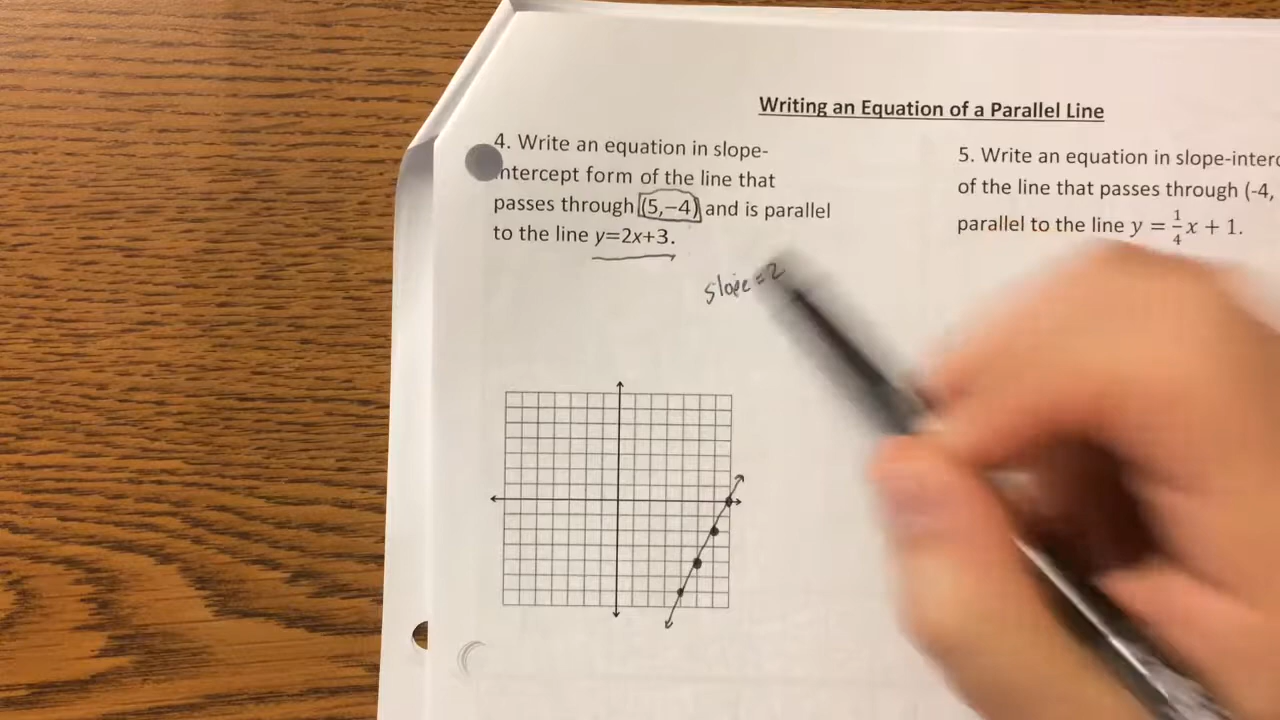 Writing an Equation of a Parallel Line
4. Write an equation in slope-
intercept form of the line that
passes through (5,−4) and is parallel
to the line y=2x+3.
slope=2
5. Write an equation in slope-interc
of the line that passes through (-4,
parallel to the line y = 1/4 x + 1.